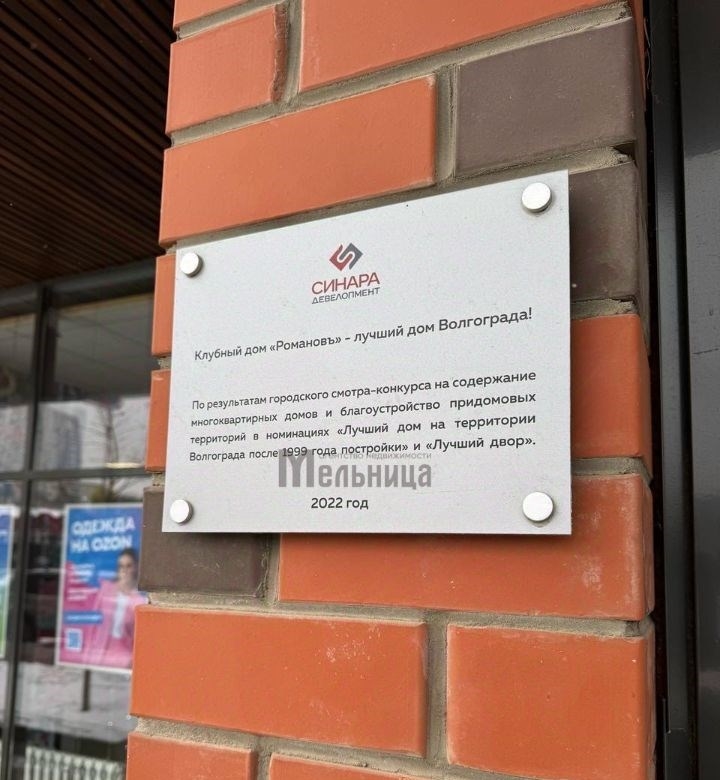 СИНАРА
ДЕВЕЛОПМЕНТ
Клубный дом «Романовъ» - лучший дом Волгограда!
По результатам городского смотра-конкурса на содержание
многоквартирных домов и благоустройство придомовых
территорий в номинациях «Лучший дом на территории
Волгограда после 1999 года постройки» и «Лучший двор».
агентство недвижимости
Мельница
2022 год
ОДЕЖДА
НА OZON